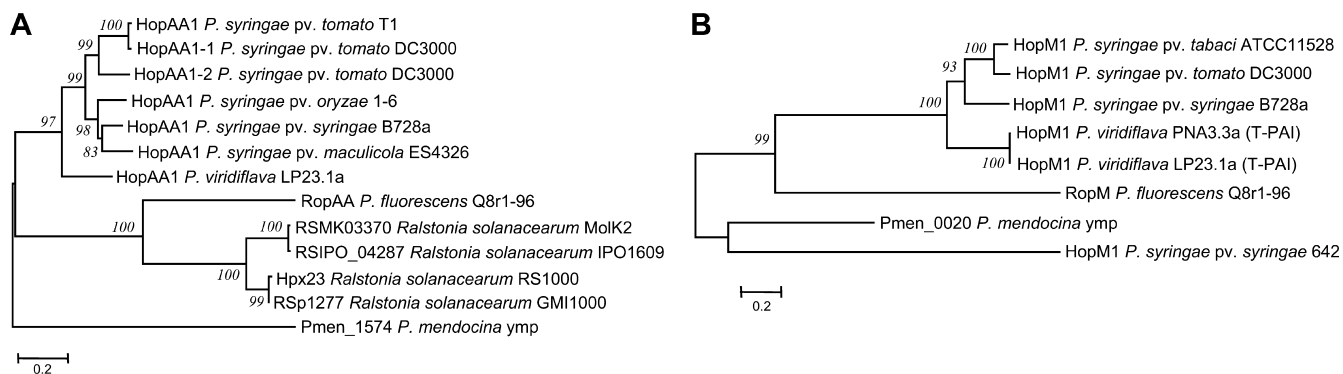 A
100
HopAA1 P. syringae pv. tomato T1
HopAA1-1 P. syringae pv. tomato DC3000
99
HopAA1-2 P. syringae pv. tomato DC3000
99
HopAA1 P. syringae pv. oryzae 1-6
97
98
HopAA1 P. syringae pv. syringae B728a
83
HopAA1 P. syringae pv. maculicola ES4326
HopAA1 P. viridiflava LP23.1a
RopAA P. fluorescens Q8r1-96
100
100
RSMK03370 Ralstonia solanacearum MolK2
RSIPO_04287 Ralstonia solanacearum IPO1609
100
Hpx23 Ralstonia solanacearum RS1000
99
RSp1277 Ralstonia solanacearum GMI1000
Pmen_1574 P. mendocina ymp
0.2
B
100
HopM1 P. syringae pv. tabaci ATCC11528
93
HopM1 P. syringae pv. tomato DC3000
100
HopM1 P. syringae pv. syringae B728a
HopM1 P. viridiflava PNA3.3a (T-PAI)
99
100
HopM1 P. viridiflava LP23.1a (T-PAI)
RopM P. fluorescens Q8r1-96
Pmen_0020 P. mendocina ymp
HopM1 P. syringae pv. syringae 642
0.2